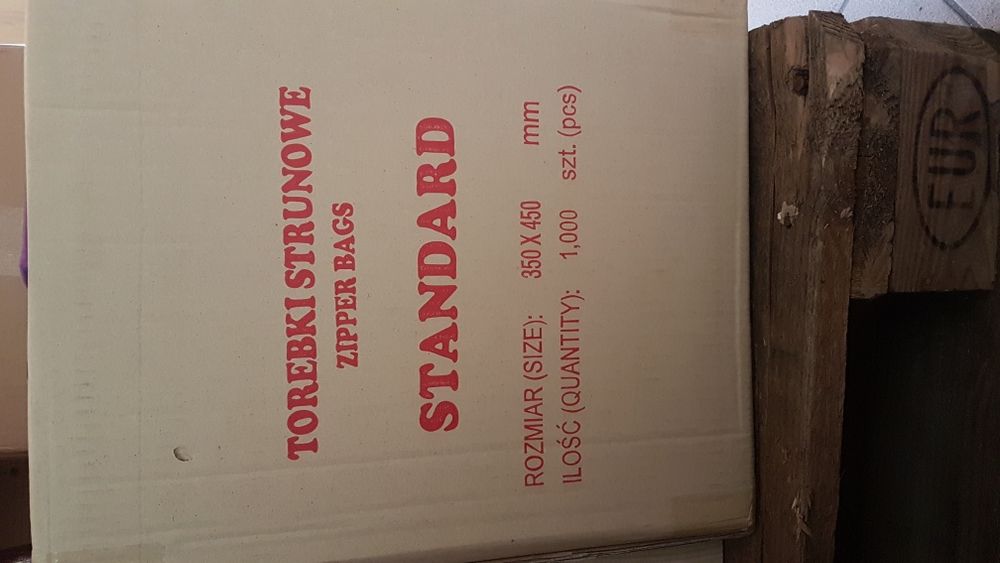 TOREBKI STRUNOWE
ZIPPER BAGS
STANDARD
ROZMIAR (SIZE): 350 X 450 mm
ILOŚĆ (QUANTITY): 1,000 szt. (pcs)
EUR